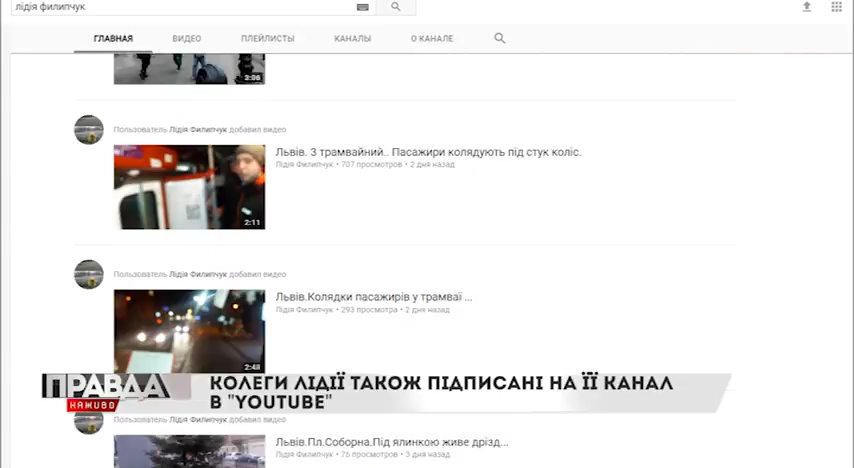 лідія филипчук
ГЛАВНАЯ ВИДЕО ПЛЕЙЛИСТЫ КАНАЛЫ О КАНАЛЕ
3:06
Пользователь Лідія Филипчук добавил видео
Львів. 3 трамвайний.. Пасажири колядують під стук коліс.
Лідія Филипчук • 707 просмотров • 2 дня назад
2:11
Пользователь Лідія Филипчук добавил видео
Львів.Колядки пасажирів у трамваї ...
Лідія Филипчук • 293 просмотра • 2 дня назад
2:48
ПРАВДА
НАЖИВО
КОЛЕГИ ЛІДІЇ ТАКОЖ ПІДПИСАНІ НА ЇЇ КАНАЛ
В "YOUTUBE"
Пользователь Лідія Филипчук добавил видео
Львів.Пл.Соборна.Під ялинкою живе дрізд...
Лідія Филипчук • 76 просмотров • 3 дня назад